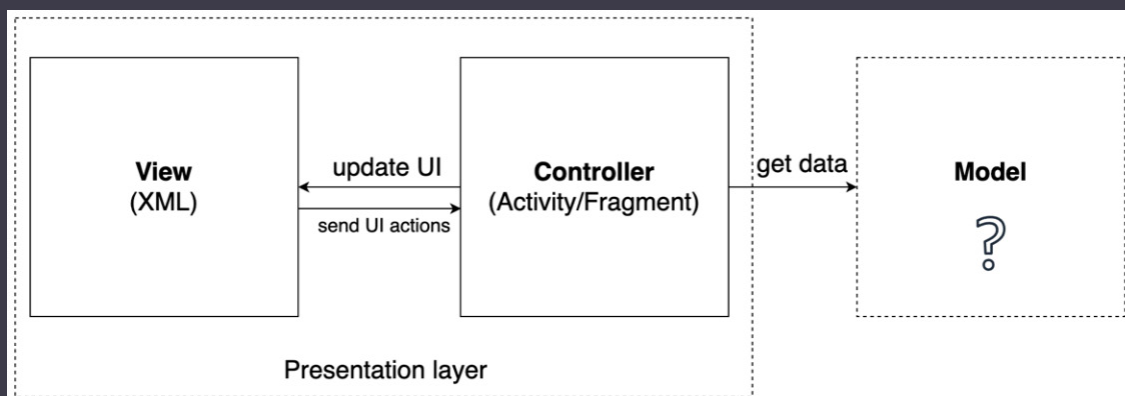 View
(XML)
update UI
send UI actions
Controller
(Activity/Fragment)
get data
Model
?
Presentation layer